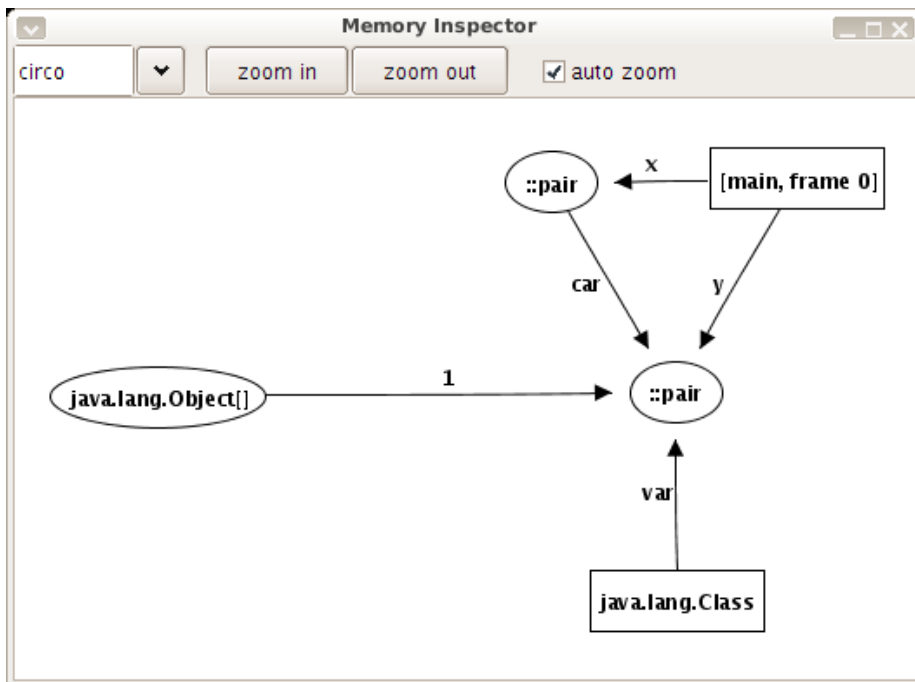 Memory Inspector
circo zoom in zoom out auto zoom
::pair x [main, frame 0]
car y
java.lang.Object[] 1 ::pair
var
java.lang.Class